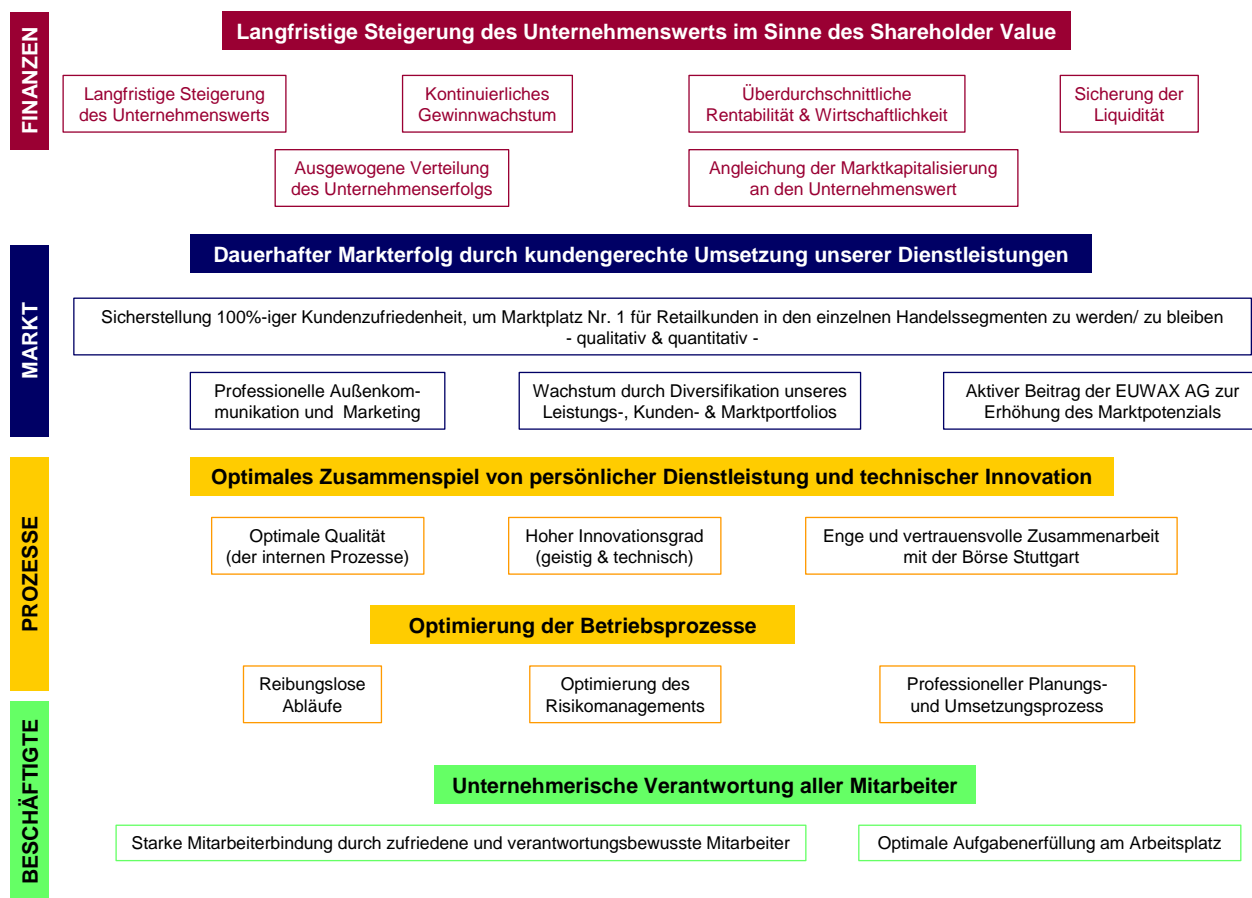 FINANZEN
Langfristige Steigerung des Unternehmenswerts im Sinne des Shareholder Value
Langfristige Steigerung
des Unternehmenswerts
Kontinuierliches
Gewinnwachstum
Überdurchschnittliche
Rentabilität & Wirtschaftlichkeit
Sicherung der
Liquidität
Ausgewogene Verteilung
des Unternehmenserfolgs
Angleichung der Marktkapitalisierung
an den Unternehmenswert
MARKT
Dauerhafter Markterfolg durch kundengerechte Umsetzung unserer Dienstleistungen
Sicherstellung 100%-iger Kundenzufriedenheit, um Marktplatz Nr. 1 für Retailkunden in den einzelnen Handelssegmenten zu werden/ zu bleiben
- qualitativ & quantitativ -
Professionelle Außenkom-
munikation und Marketing
Wachstum durch Diversifikation unseres
Leistungs-, Kunden- & Marktportfolios
Aktiver Beitrag der EUWAX AG zur
Erhöhung des Marktpotenzials
PROZESSE
Optimales Zusammenspiel von persönlicher Dienstleistung und technischer Innovation
Optimale Qualität
(der internen Prozesse)
Hoher Innovationsgrad
(geistig & technisch)
Enge und vertrauensvolle Zusammenarbeit
mit der Börse Stuttgart
Optimierung der Betriebsprozesse
Reibungslose
Abläufe
Optimierung des
Risikomanagements
Professioneller Planungs-
und Umsetzungsprozess
BESCHÄFTIGTE
Unternehmerische Verantwortung aller Mitarbeiter
Starke Mitarbeiterbindung durch zufriedene und verantwortungsbewusste Mitarbeiter
Optimale Aufgabenerfüllung am Arbeitsplatz